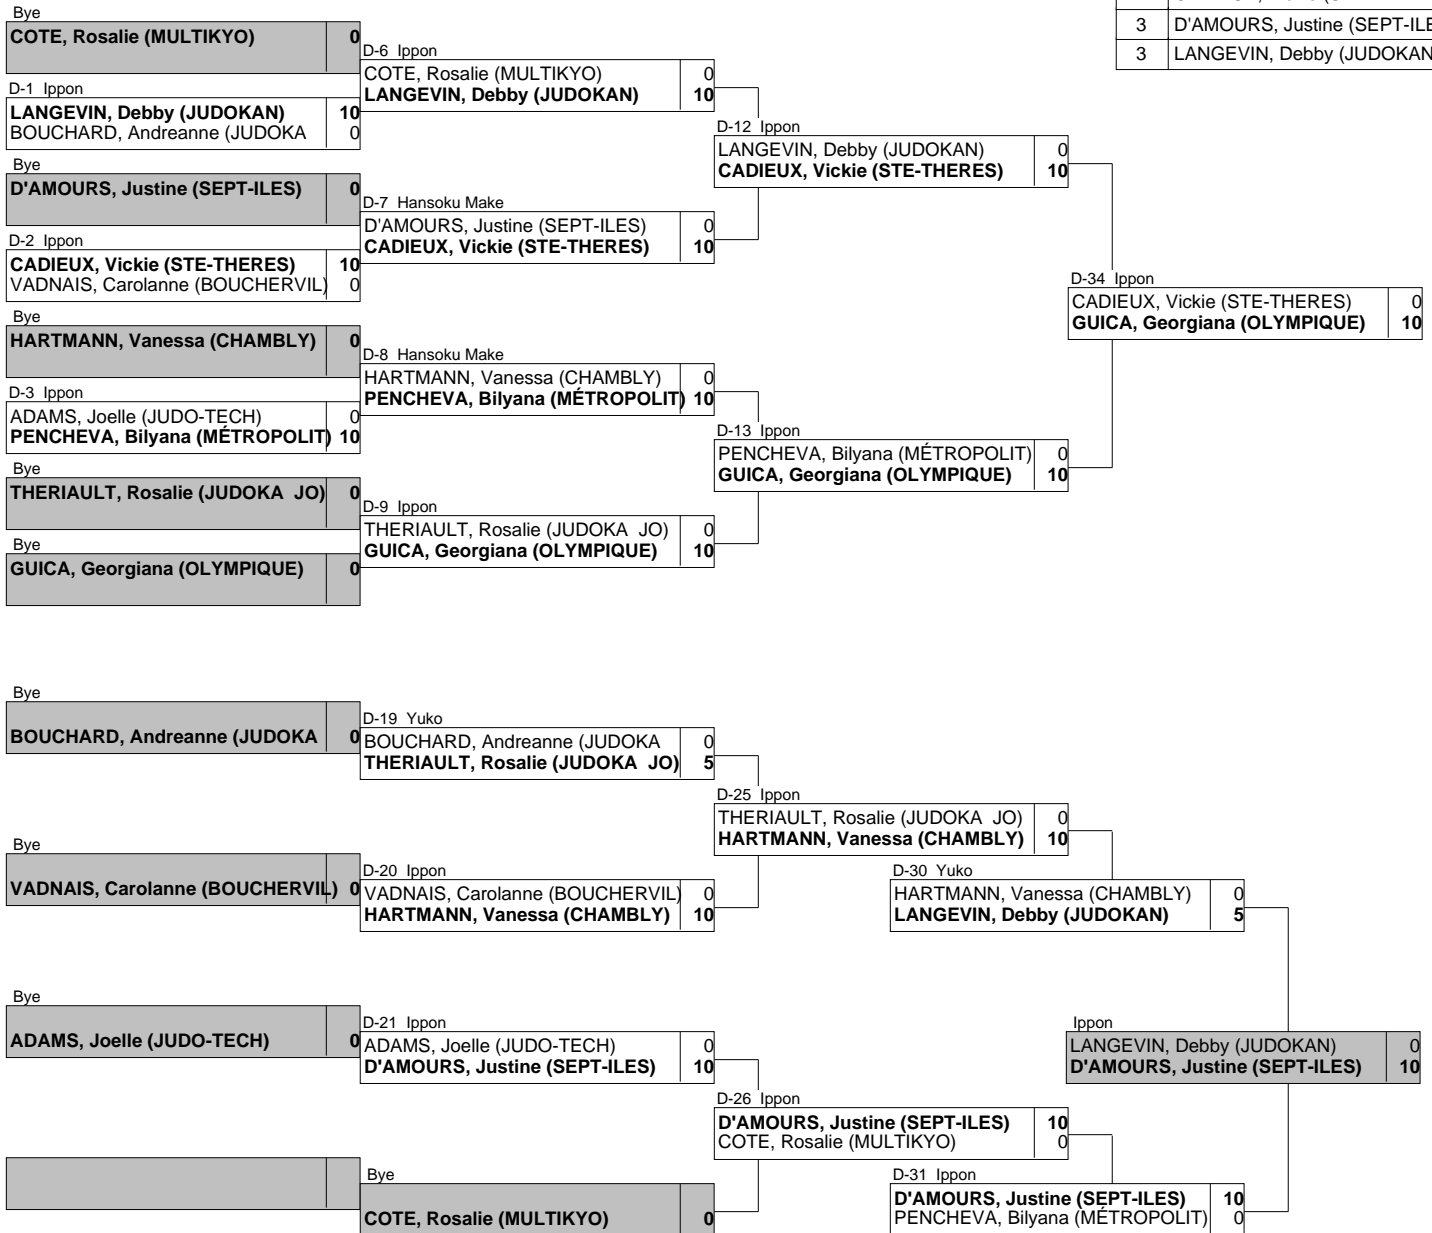 3 D'AMOURS, Justine (SEPT-ILE
3 LANGEVIN, Debby (JUDOKAN
Bye
COTE, Rosalie (MULTIKYO) 0
D-1 Ippon
LANGEVIN, Debby (JUDOKAN) 10
BOUCHARD, Andreanne (JUDOKA 0
Bye
D'AMOURS, Justine (SEPT-ILES) 0
D-2 Ippon
CADIEUX, Vickie (STE-THERES) 10
VADNAIS, Carolanne (BOUCHERVIL) 0
Bye
HARTMANN, Vanessa (CHAMBLY) 0
D-3 Ippon
ADAMS, Joelle (JUDO-TECH) 0
PENCHEVA, Bilyana (MÉTROPOLIT) 10
Bye
THERIAULT, Rosalie (JUDOKA JO) 0
Bye
GUICA, Georgiana (OLYMPIQUE) 0
D-6 Ippon
COTE, Rosalie (MULTIKYO) 0
LANGEVIN, Debby (JUDOKAN) 10
D-7 Hansoku Make
D'AMOURS, Justine (SEPT-ILES) 0
CADIEUX, Vickie (STE-THERES) 10
D-8 Hansoku Make
HARTMANN, Vanessa (CHAMBLY) 0
PENCHEVA, Bilyana (MÉTROPOLIT) 10
D-9 Ippon
THERIAULT, Rosalie (JUDOKA JO) 0
GUICA, Georgiana (OLYMPIQUE) 10
D-12 Ippon
LANGEVIN, Debby (JUDOKAN) 0
CADIEUX, Vickie (STE-THERES) 10
D-13 Ippon
PENCHEVA, Bilyana (MÉTROPOLIT) 0
GUICA, Georgiana (OLYMPIQUE) 10
D-34 Ippon
CADIEUX, Vickie (STE-THERES) 0
GUICA, Georgiana (OLYMPIQUE) 10
Bye
BOUCHARD, Andreanne (JUDOKA 0
Bye
VADNAIS, Carolanne (BOUCHERVIL) 0
Bye
ADAMS, Joelle (JUDO-TECH) 0
D-19 Yuko
BOUCHARD, Andreanne (JUDOKA 0
THERIAULT, Rosalie (JUDOKA JO) 5
D-20 Ippon
VADNAIS, Carolanne (BOUCHERVIL) 0
HARTMANN, Vanessa (CHAMBLY) 10
D-21 Ippon
ADAMS, Joelle (JUDO-TECH) 0
D'AMOURS, Justine (SEPT-ILES) 10
Bye
COTE, Rosalie (MULTIKYO) 0
D-25 Ippon
THERIAULT, Rosalie (JUDOKA JO) 0
HARTMANN, Vanessa (CHAMBLY) 10
D-26 Ippon
D'AMOURS, Justine (SEPT-ILES) 10
COTE, Rosalie (MULTIKYO) 0
D-30 Yuko
HARTMANN, Vanessa (CHAMBLY) 0
LANGEVIN, Debby (JUDOKAN) 5
D-31 Ippon
D'AMOURS, Justine (SEPT-ILES) 10
PENCHEVA, Bilyana (MÉTROPOLIT) 0
Ippon
LANGEVIN, Debby (JUDOKAN) 0
D'AMOURS, Justine (SEPT-ILES) 10